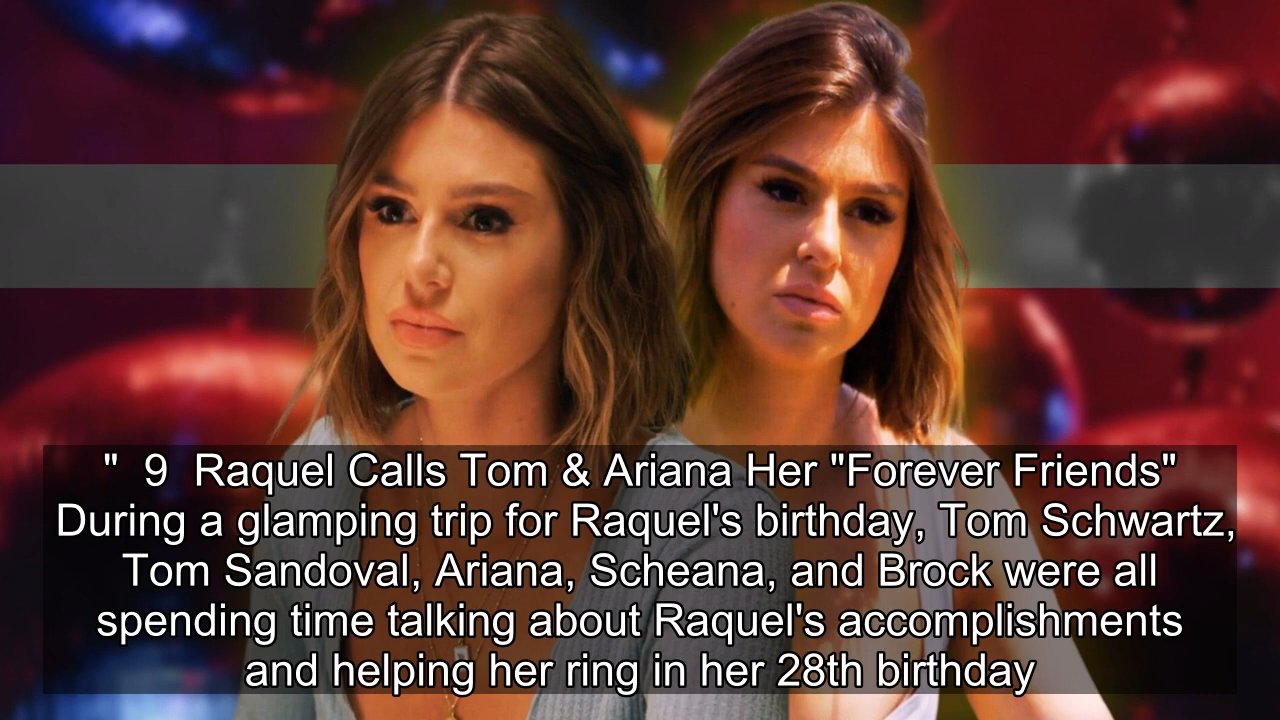 " 9 Raquel Calls Tom & Ariana Her "Forever Friends"
During a glamping trip for Raquel's birthday, Tom Schwartz,
Tom Sandoval, Ariana, Scheana, and Brock were all
spending time talking about Raquel's accomplishments
and helping her ring in her 28th birthday